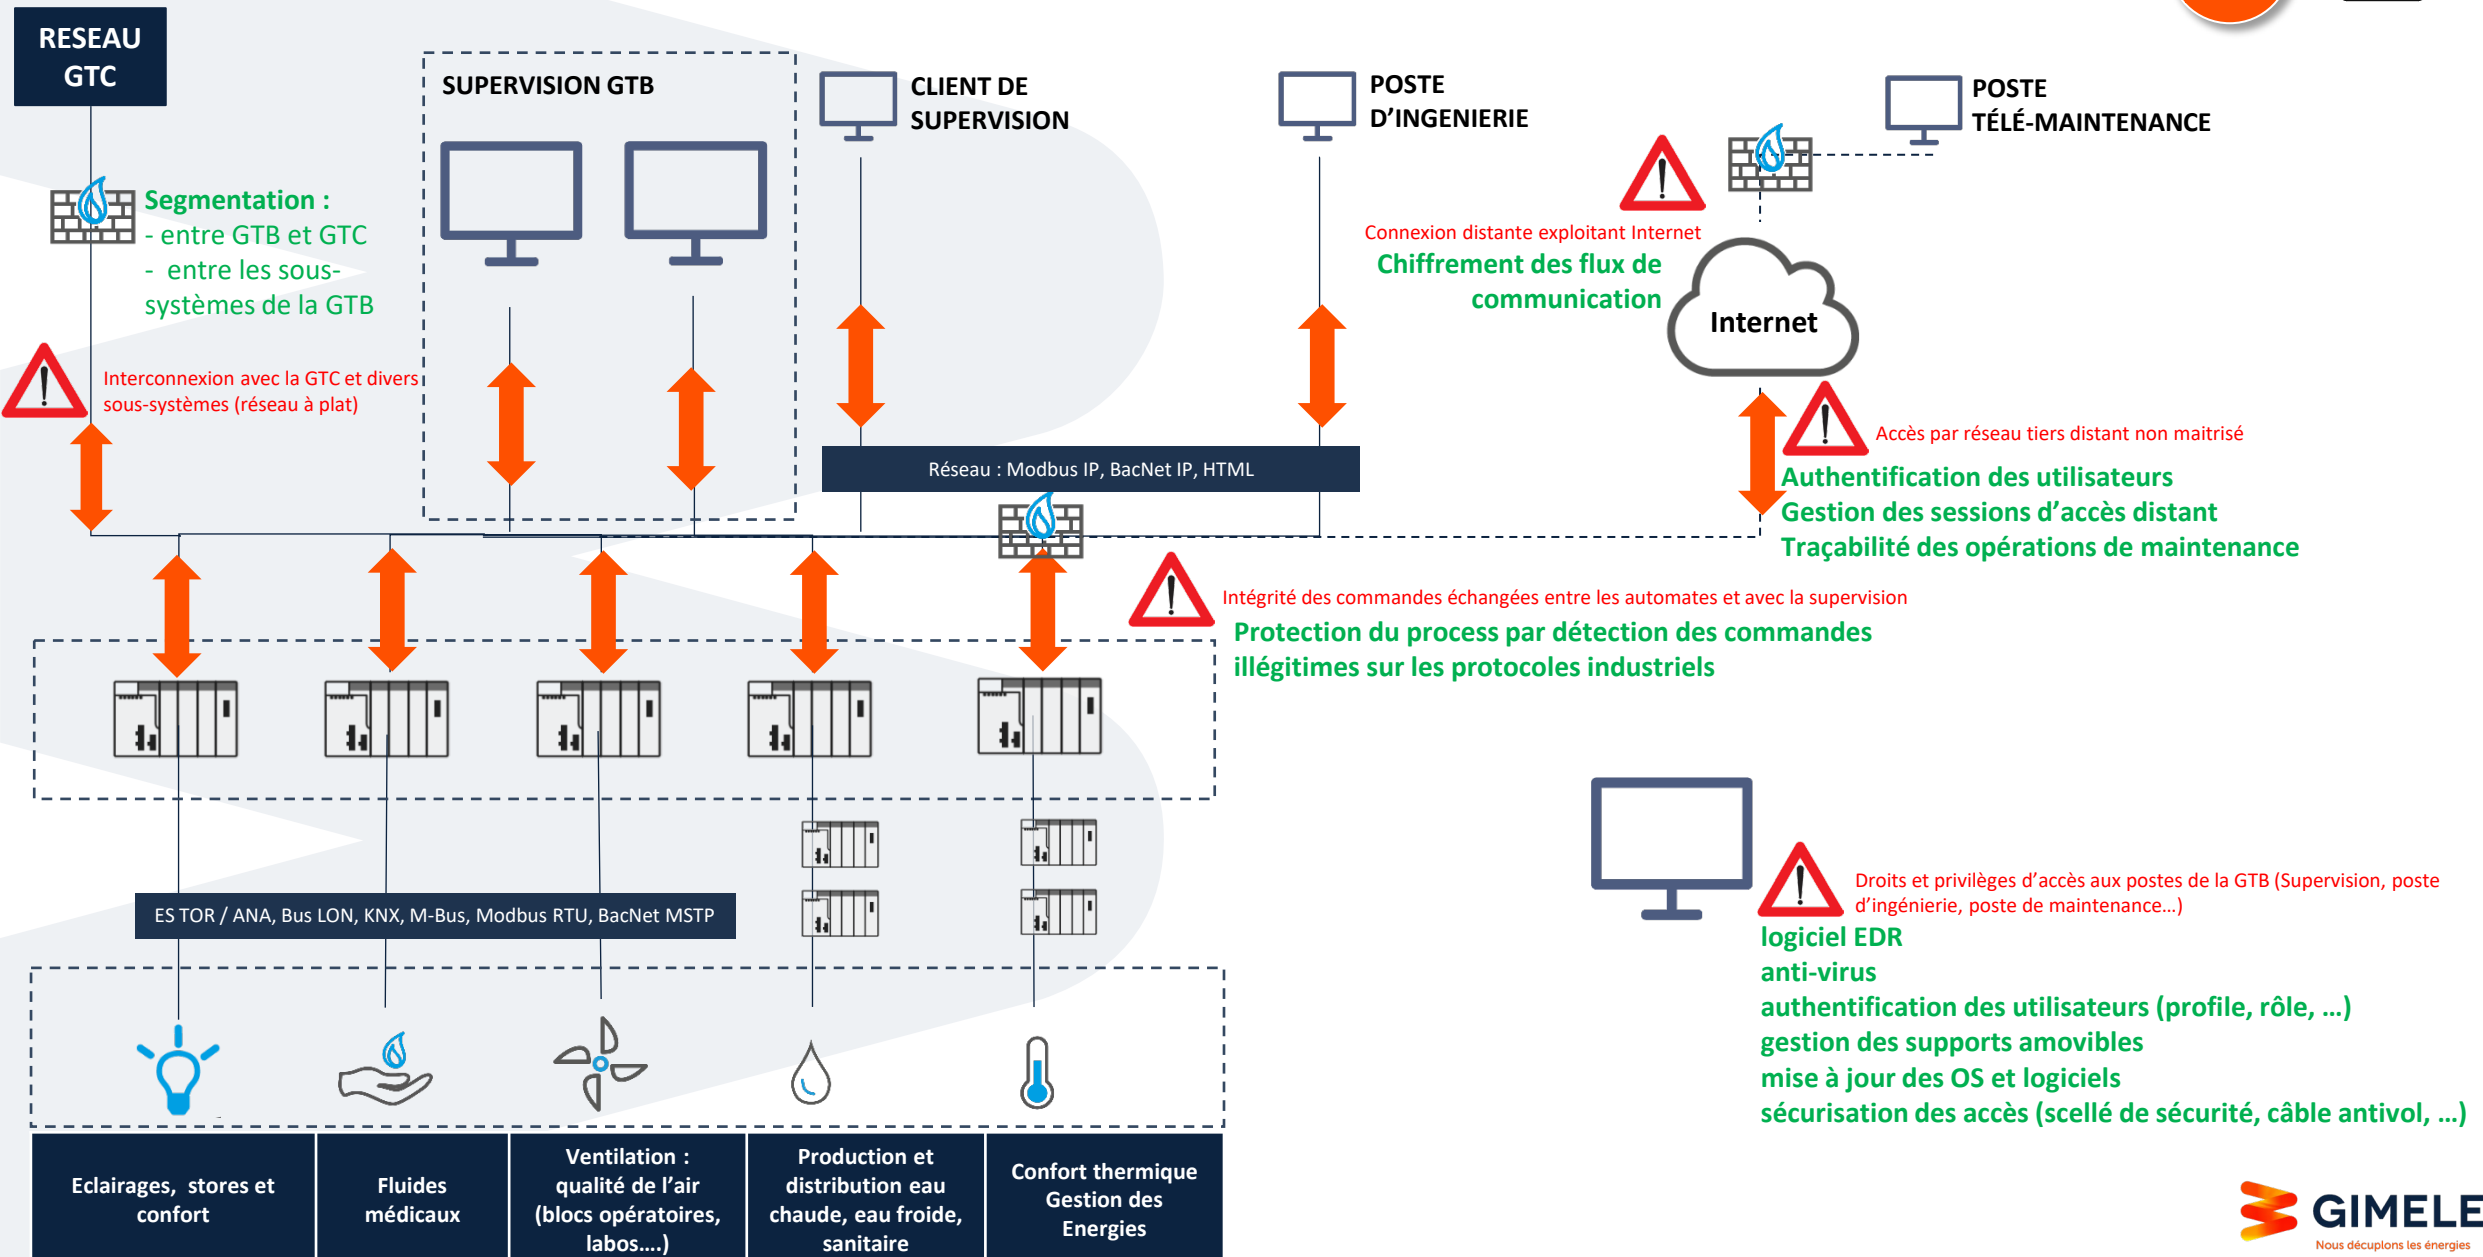 RESEAU
GTC
SUPERVISION GTB
CLIENT DE
SUPERVISION
POSTE
D’INGENIERIE
POSTE
TÉLÉ-MAINTENANCE
Segmentation :
- entre GTB et GTC
- entre les sous-
systèmes de la GTB
Connexion distante exploitant Internet
Chiffrement des flux de
communication
Internet
Interconnexion avec la GTC et divers
sous-systèmes (réseau à plat)
Réseau : Modbus IP, BacNet IP, HTML
Accès par réseau tiers distant non maitrisé
Authentification des utilisateurs
Gestion des sessions d’accès distant
Traçabilité des opérations de maintenance
Intégrité des commandes échangées entre les automates et avec la supervision
Protection du process par détection des commandes
illégitimes sur les protocoles industriels
ES TOR / ANA, Bus LON, KNX, M-Bus, Modbus RTU, BacNet MSTP
Droits et privilèges d’accès aux postes de la GTB (Supervision, poste
d’ingénierie, poste de maintenance…)
logiciel EDR
anti-virus
authentification des utilisateurs (profile, rôle, …)
gestion des supports amovibles
mise à jour des OS et logiciels
sécurisation des accès (scellé de sécurité, câble antivol, …)
Eclairages, stores et
confort
Fluides
médicaux
Ventilation :
qualité de l’air
(blocs opératoires,
labos….)
Production et
distribution eau
chaude, eau froide,
sanitaire
Confort thermique
Gestion des
Energies
GIMELE
Nous décuplons les énergies